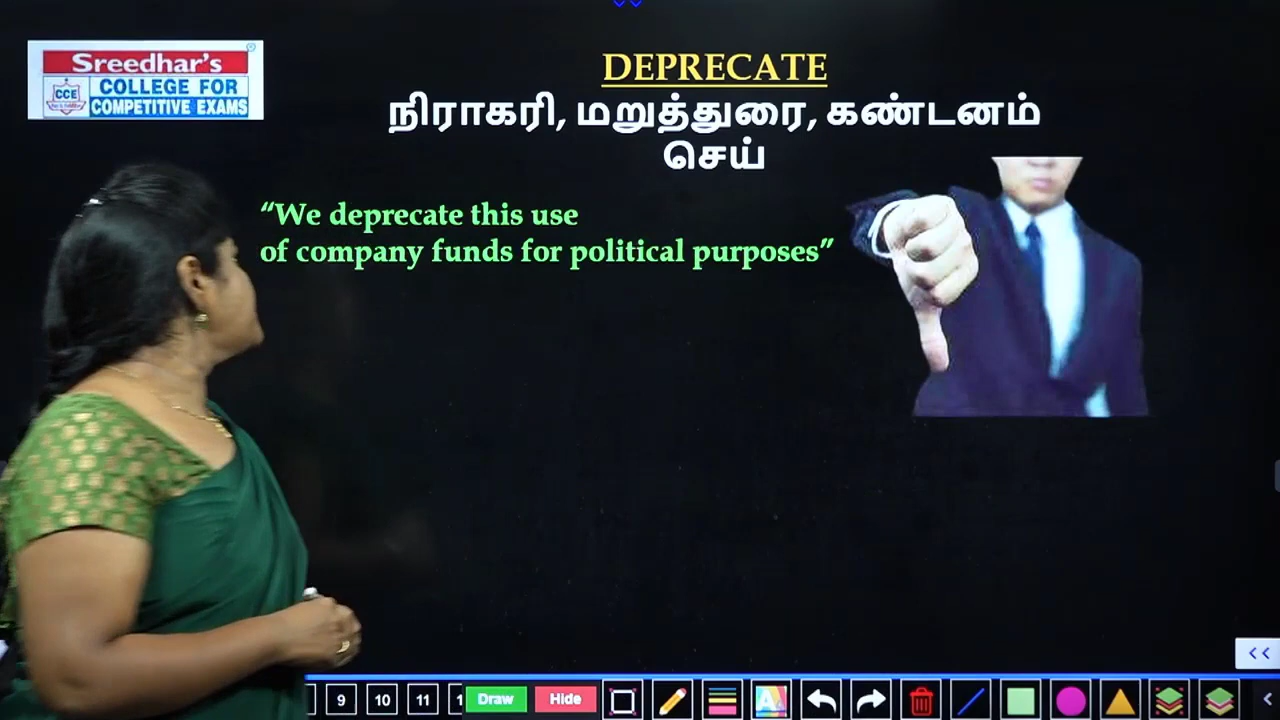 Sreedhar's
CCE
COLLEGE FOR
COMPETITIVE EXAMS
DEPRECATE
நிராகரி, மறுத்துரை, கண்டனம்
செய்
“We deprecate this use
of company funds for political purposes”
9 10 11 1 Draw Hide